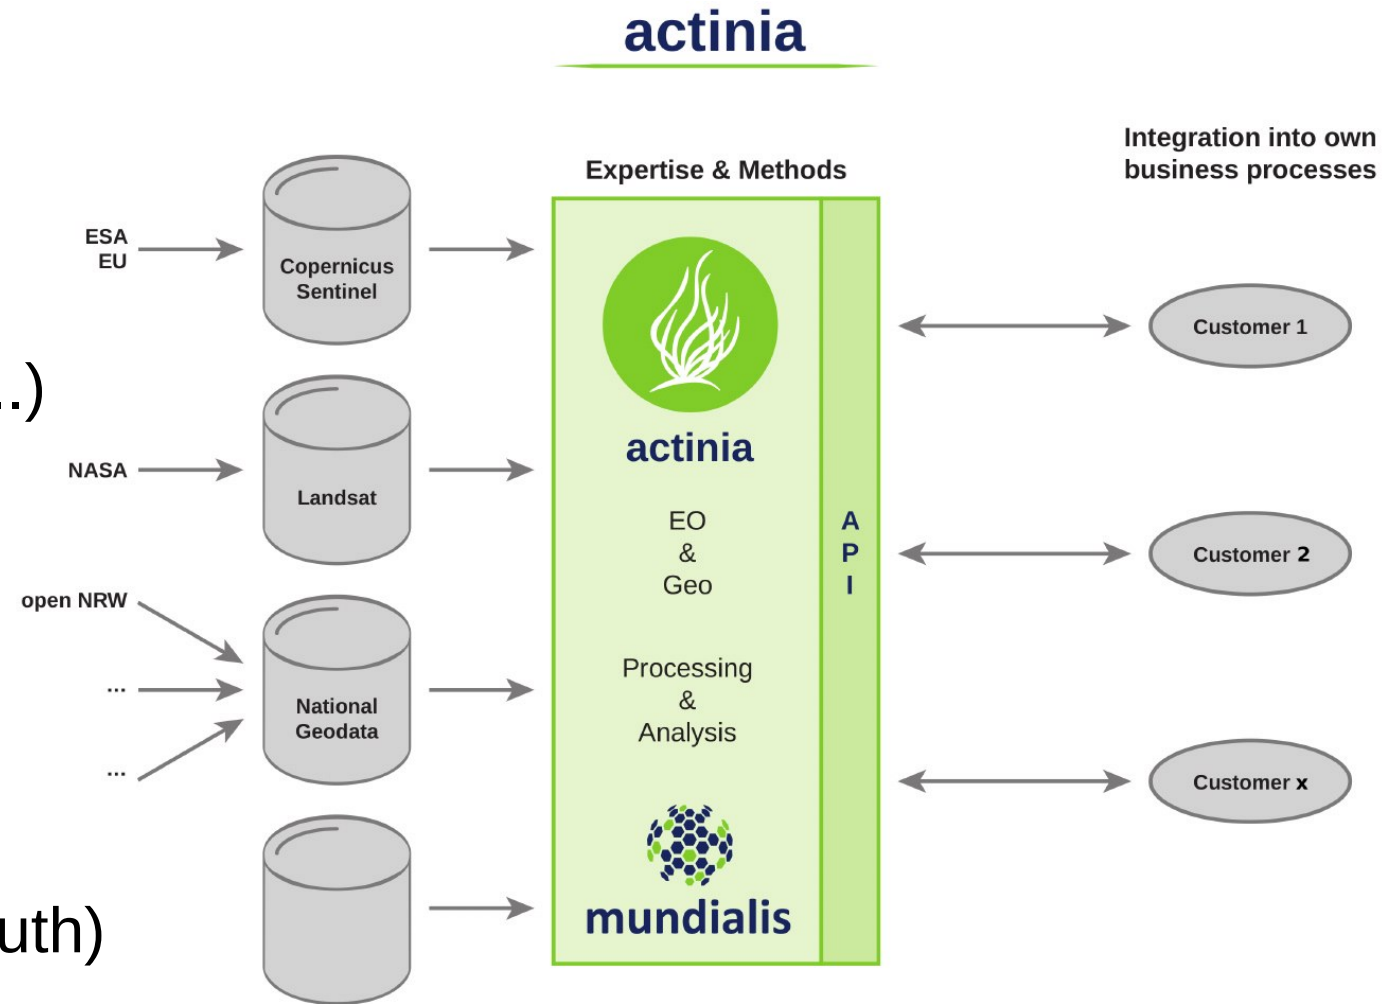 actinia
Integration into own
business processes
Expertise & Methods
ESA
EU
Copernicus
Sentinel
Customer 1
..)
actinia
NASA
Landsat
EO
&
Geo
A
P
I
Customer 2
open NRW
...
...
National
Geodata
Processing
&
Analysis
Customer x
mundialis
uth)